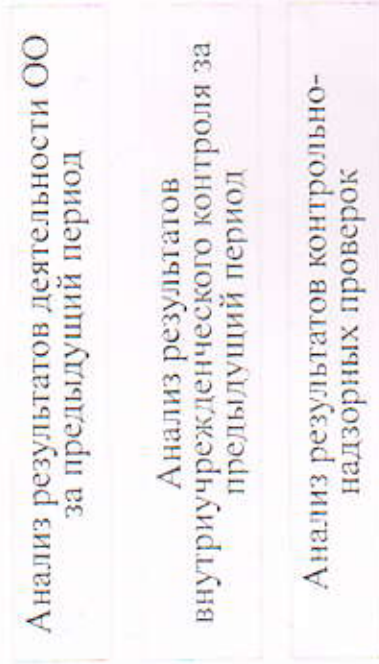 Анализ результатов деятельности ОО
за предыдущий период
Анализ результатов
внутриучрежденческого контроля за
предыдущий период
Анализ результатов контрольно-
надзорных проверок